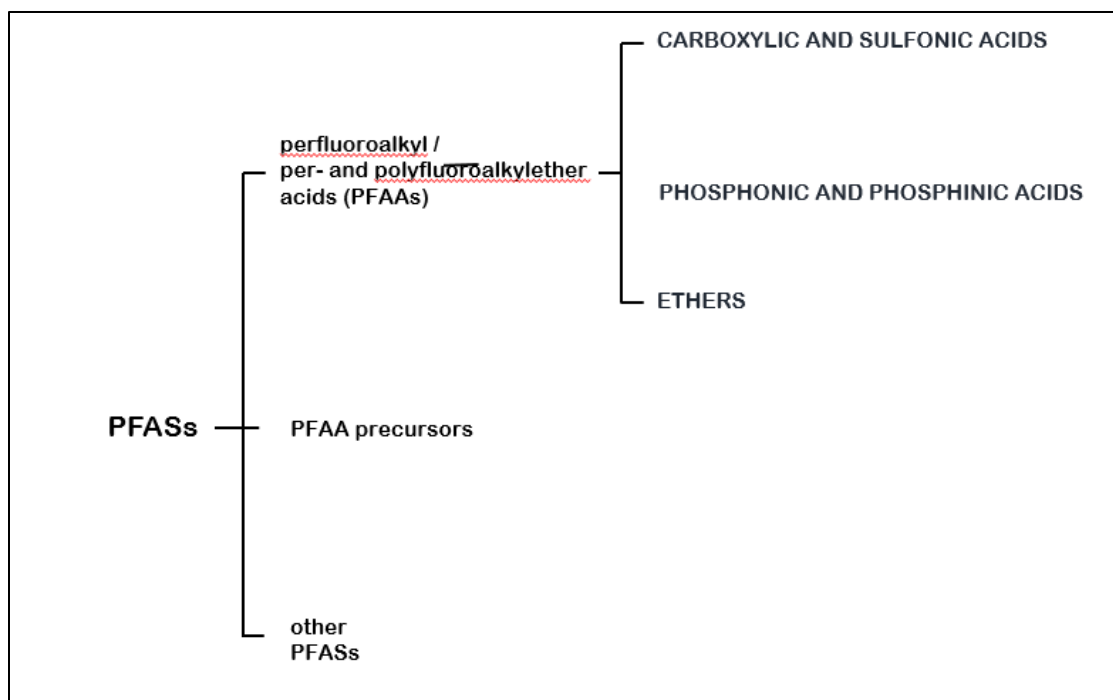 CARBOXYLIC AND SULFONIC ACIDS
perfluoroalkyl /
per- and polyfluoroalkylether
acids (PFAAs)
PHOSPHONIC AND PHOSPHINIC ACIDS
ETHERS
PFASs
PFAA precursors
other
PFASs